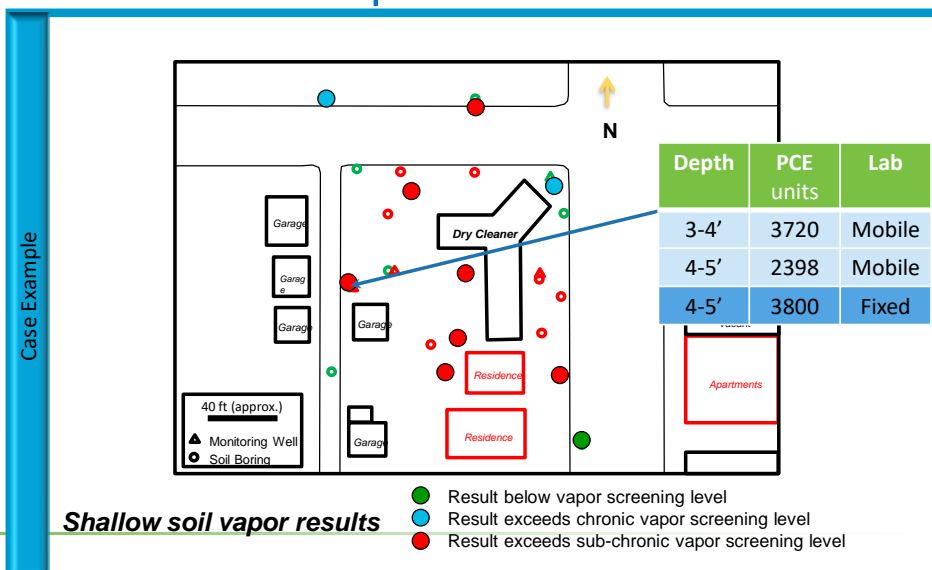 Case Example
N
Depth PCE units Lab
3-4' 3720 Mobile
4-5' 2398 Mobile
4-5' 3800 Fixed
Garage
Dry Cleaner
Garag
e
Garage
Garage
Residence
Apartments
40 ft (approx.)
Monitoring Well
Soil Boring
Garage
Residence
Shallow soil vapor results
Result below vapor screening level
Result exceeds chronic vapor screening level
Result exceeds sub-chronic vapor screening level